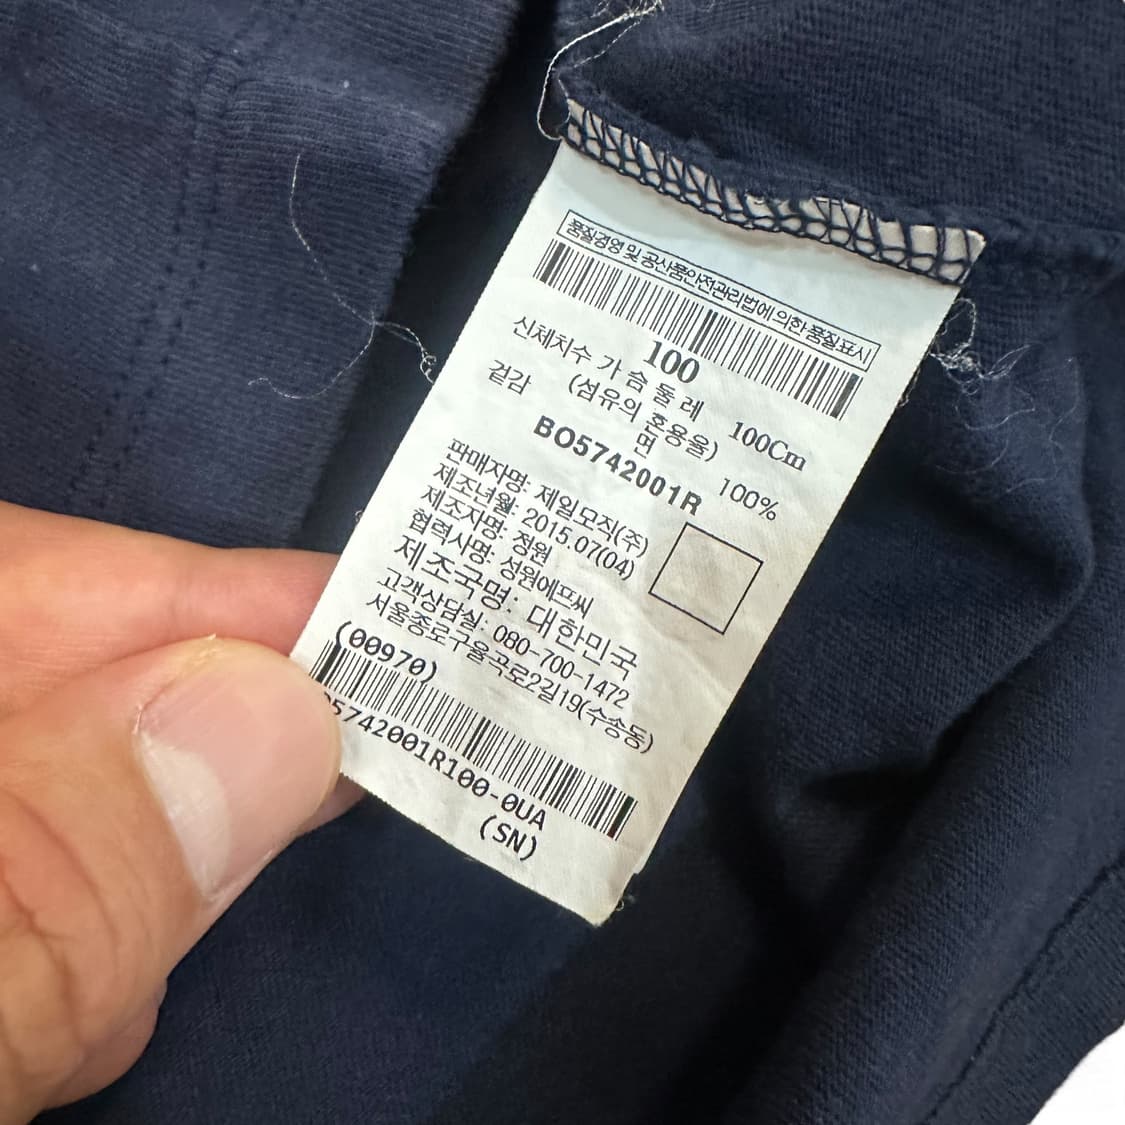 품질경영 및 공산품안전관리법에 의한 품질표시
100
신체치수 가 슴 둘 레 100Cm
(섬유의 혼용율)
겉감 면 100%
BO5742001R
판매자명: 제일모직(주)
제조년월: 2015.07(04)
제조자명: 정원
협력사명: 성원에프씨
제조국명: 대한민국
고객상담실: 080-700-1472
서울종로구율곡로2길19(수송동)
(00970)
5742001R100-0UA
(SN)